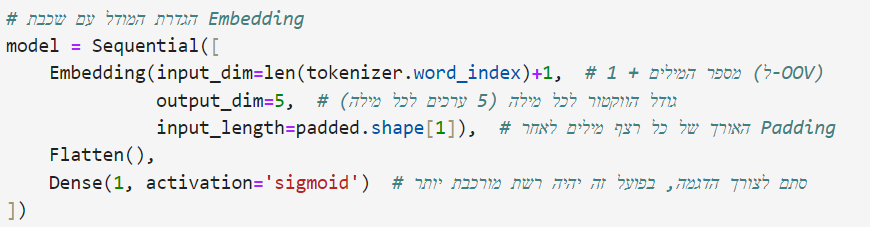 # הגדרת המודל עם שכבת Embedding
model = Sequential([
    Embedding(input_dim=len(tokenizer.word_index)+1,  # מספר המילים + 1 (ל-OOV)
              output_dim=5,  # גודל הווקטור לכל מילה (5 ערכים לכל מילה)
              input_length=padded.shape[1]),  # האורך של כל רצף מילים לאחר Padding
    Flatten(),
    Dense(1, activation='sigmoid')  # סתם לצורך הדגמה, בפועל זה יהיה רשת מורכבת יותר
])